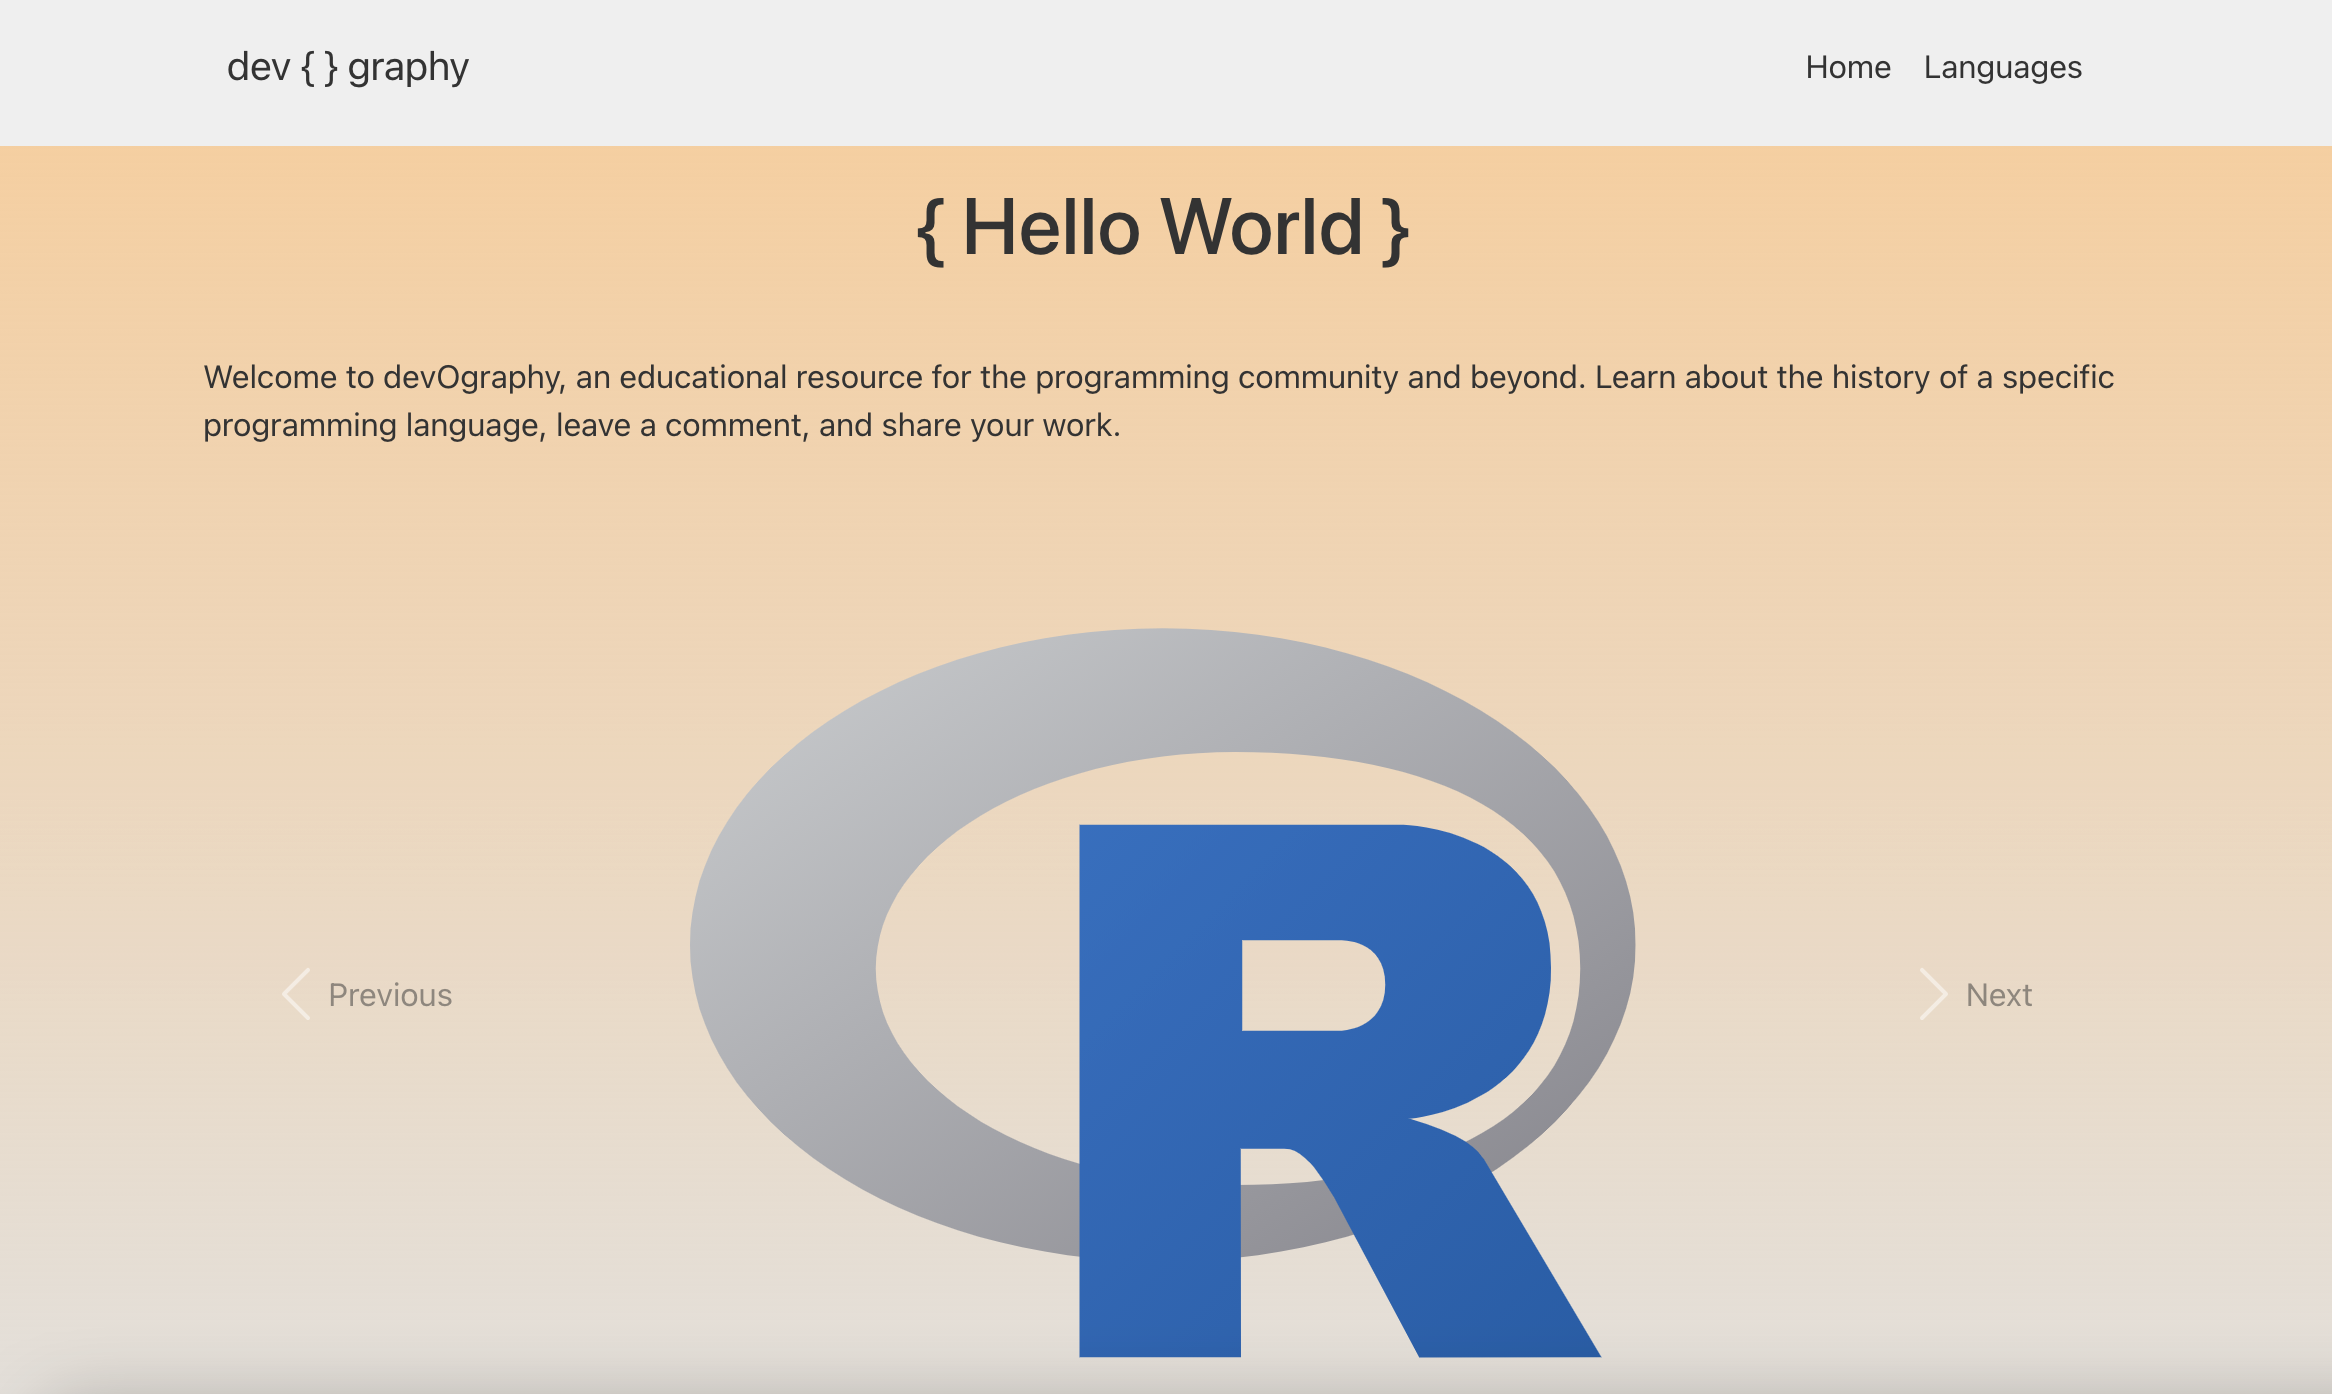 dev { } graphy
Home Languages
{ Hello World }
Welcome to devOgraphy, an educational resource for the programming community and beyond. Learn about the history of a specific
programming language, leave a comment, and share your work.
R
Previous
Next